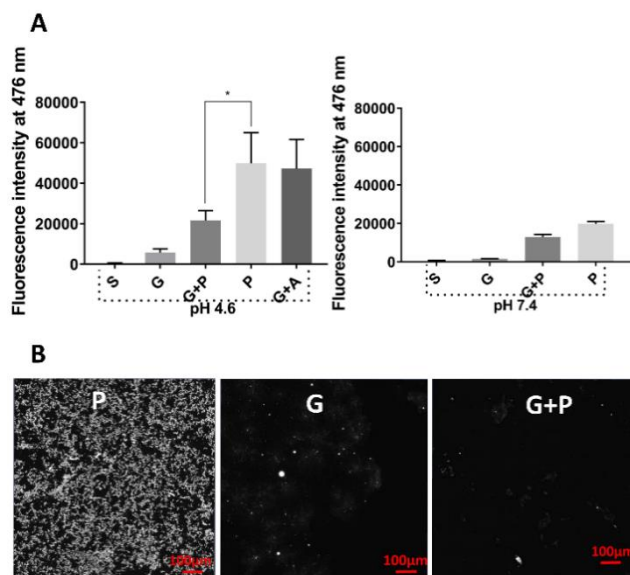 A
Fluorescence intensity at 476 nm
80000
60000
40000
20000
0
*
S
G
G+P
P
G+A
pH 4.6
Fluorescence intensity at 476 nm
80000
60000
40000
20000
0
S
G
G+P
P
pH 7.4
B
P
G
G+P
100μm
100μm
100μm